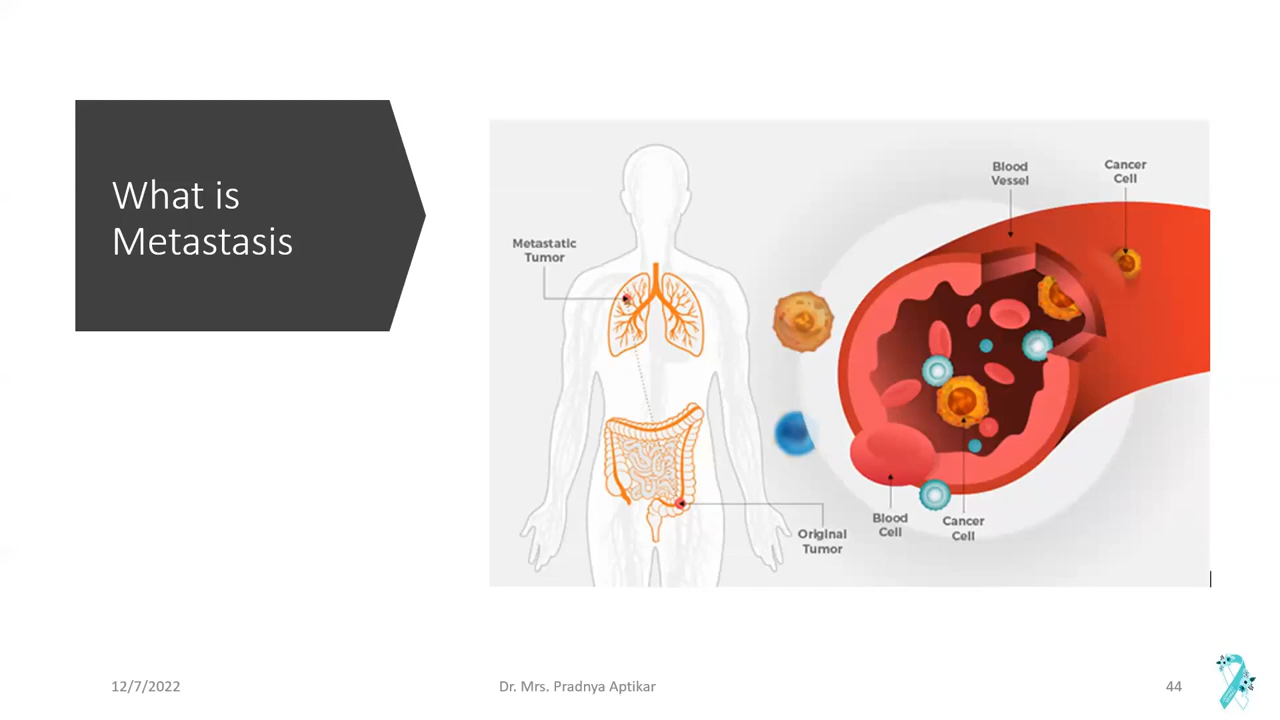 What is
Metastasis
Metastatic
Tumor
Blood
Vessel
Cancer
Cell
Original
Tumor
Blood
Cell
Cancer
Cell
12/7/2022
Dr. Mrs. Pradnya Aptikar
44